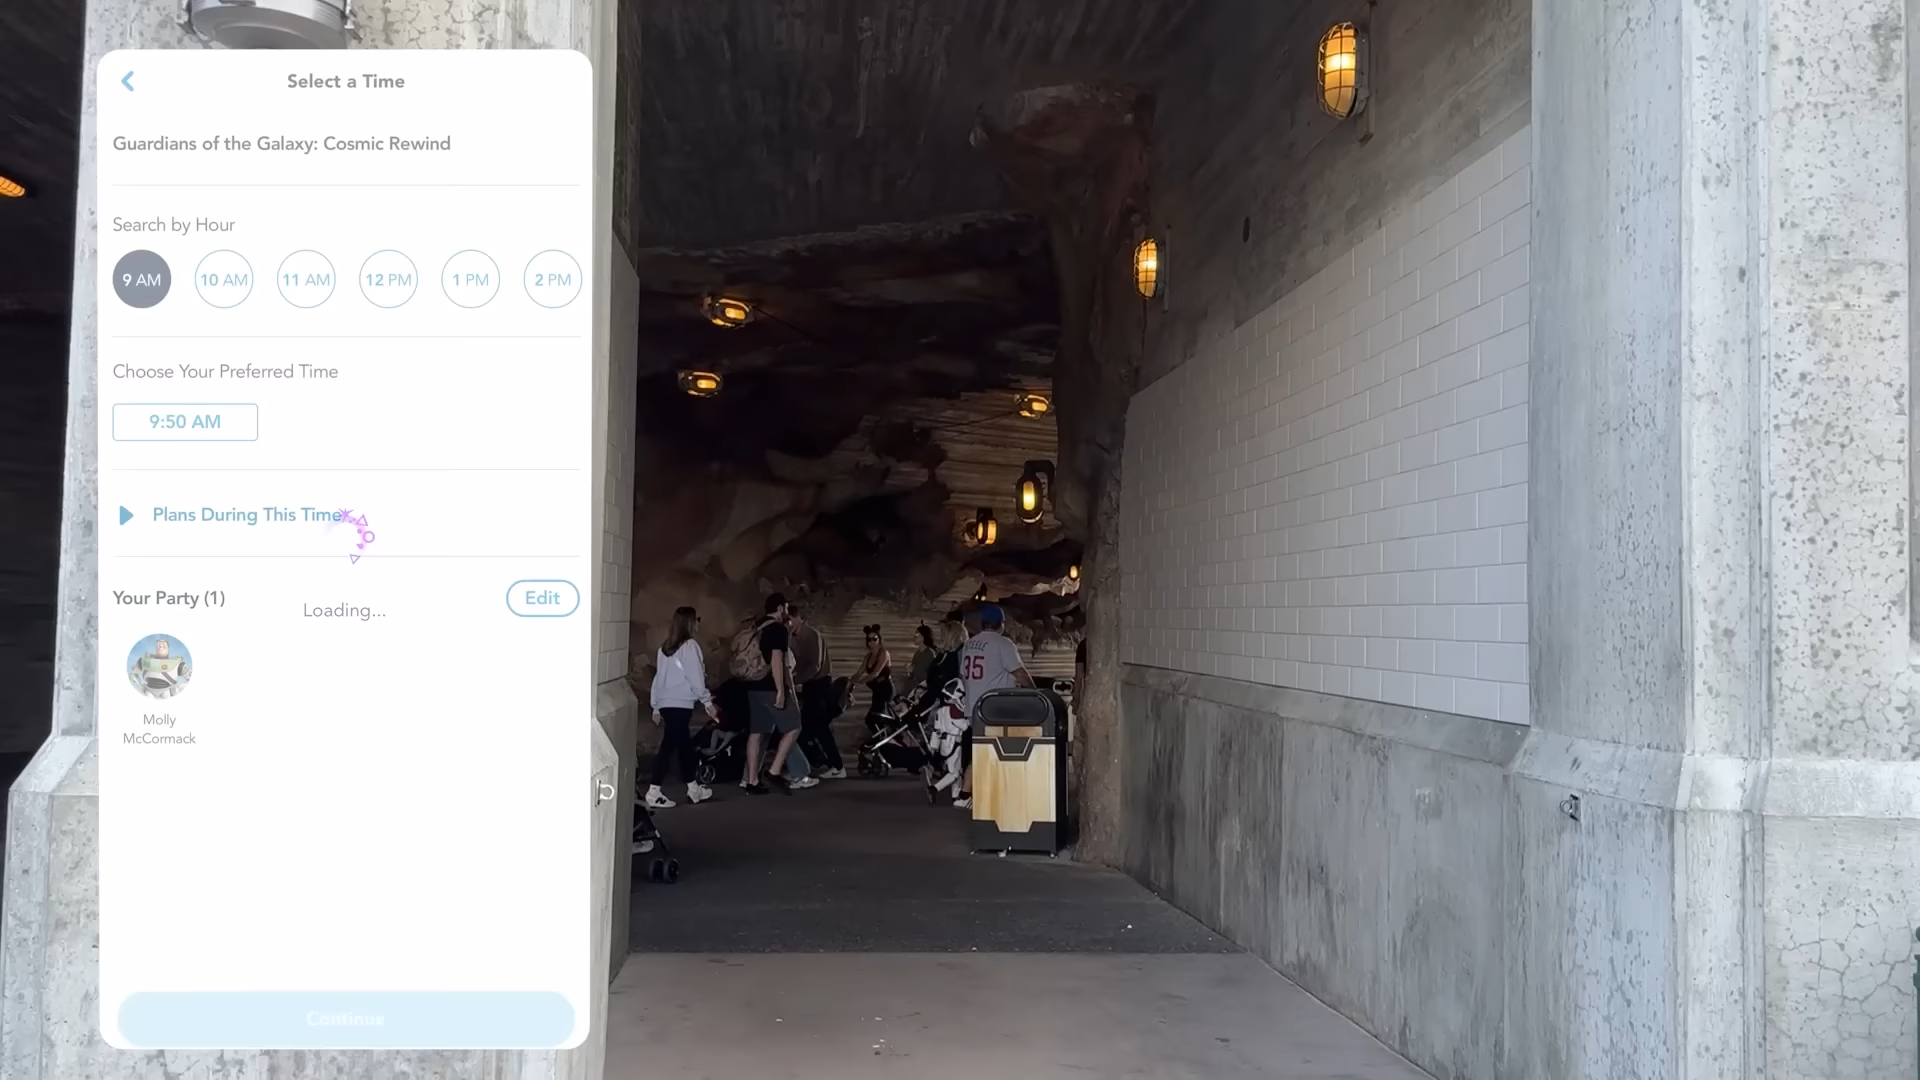 Select a Time
Guardians of the Galaxy: Cosmic Rewind
Search by Hour
9 AM
10 AM
11 AM
12 PM
1 PM
2 PM
Choose Your Preferred Time
9:50 AM
Plans During This Time
Your Party (1)
Edit
Loading...
Molly
McCormack
Continue
35